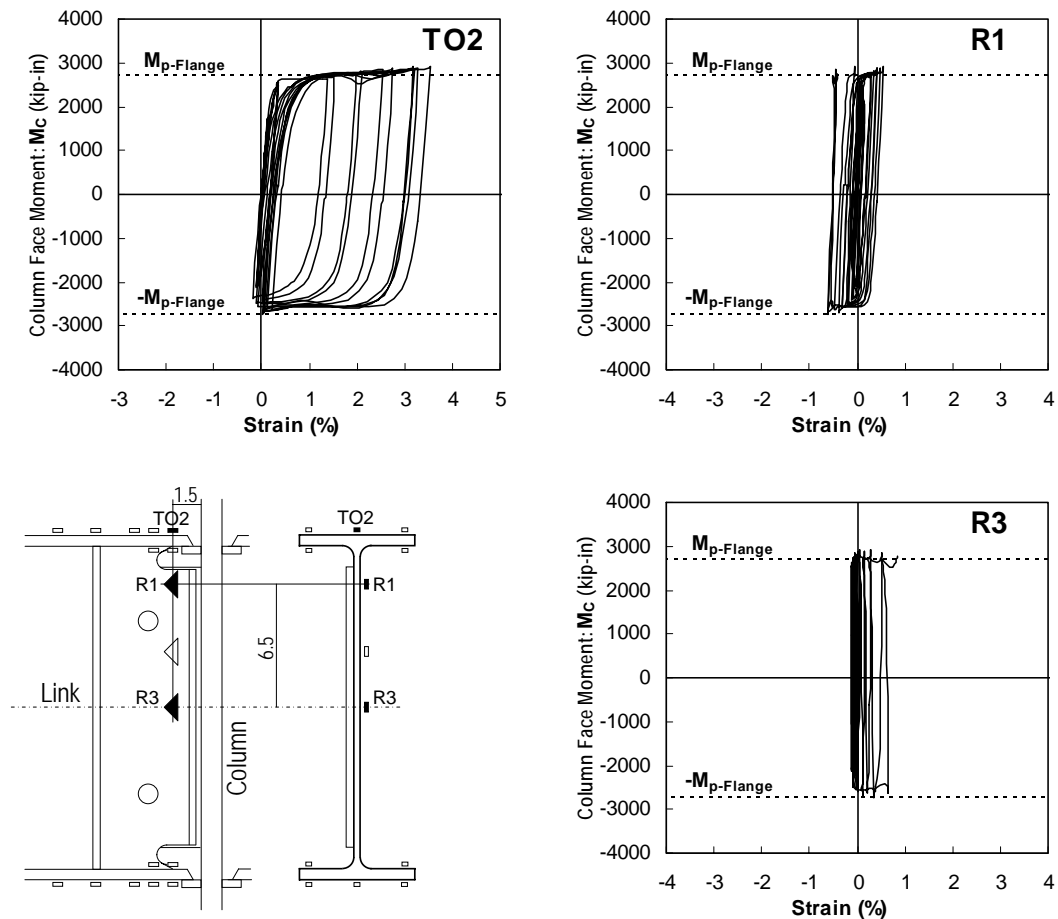 TO2
Column Face Moment: MC (kip-in)
4000
3000
2000
1000
0
-1000
-2000
-3000
-4000
Mp-Flange
-Mp-Flange
-3 -2 -1 0 1 2 3 4 5
Strain (%)
R1
Column Face Moment: MC (kip-in)
4000
3000
2000
1000
0
-1000
-2000
-3000
-4000
Mp-Flange
-Mp-Flange
-4 -3 -2 -1 0 1 2 3 4
Strain (%)
1.5
TO2
TO2
R1
R1
6.5
Link
R3
R3
Column
R3
Column Face Moment: MC (kip-in)
4000
3000
2000
1000
0
-1000
-2000
-3000
-4000
Mp-Flange
-Mp-Flange
-4 -3 -2 -1 0 1 2 3 4
Strain (%)